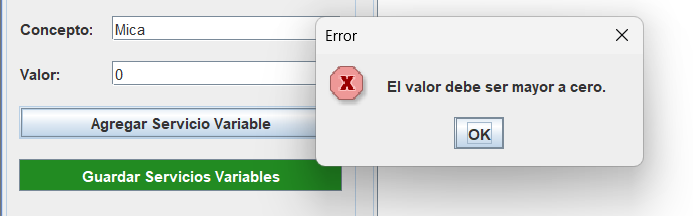 Concepto: Mica
Valor: 0
Agregar Servicio Variable
Guardar Servicios Variables
Error
X
El valor debe ser mayor a cero.
OK